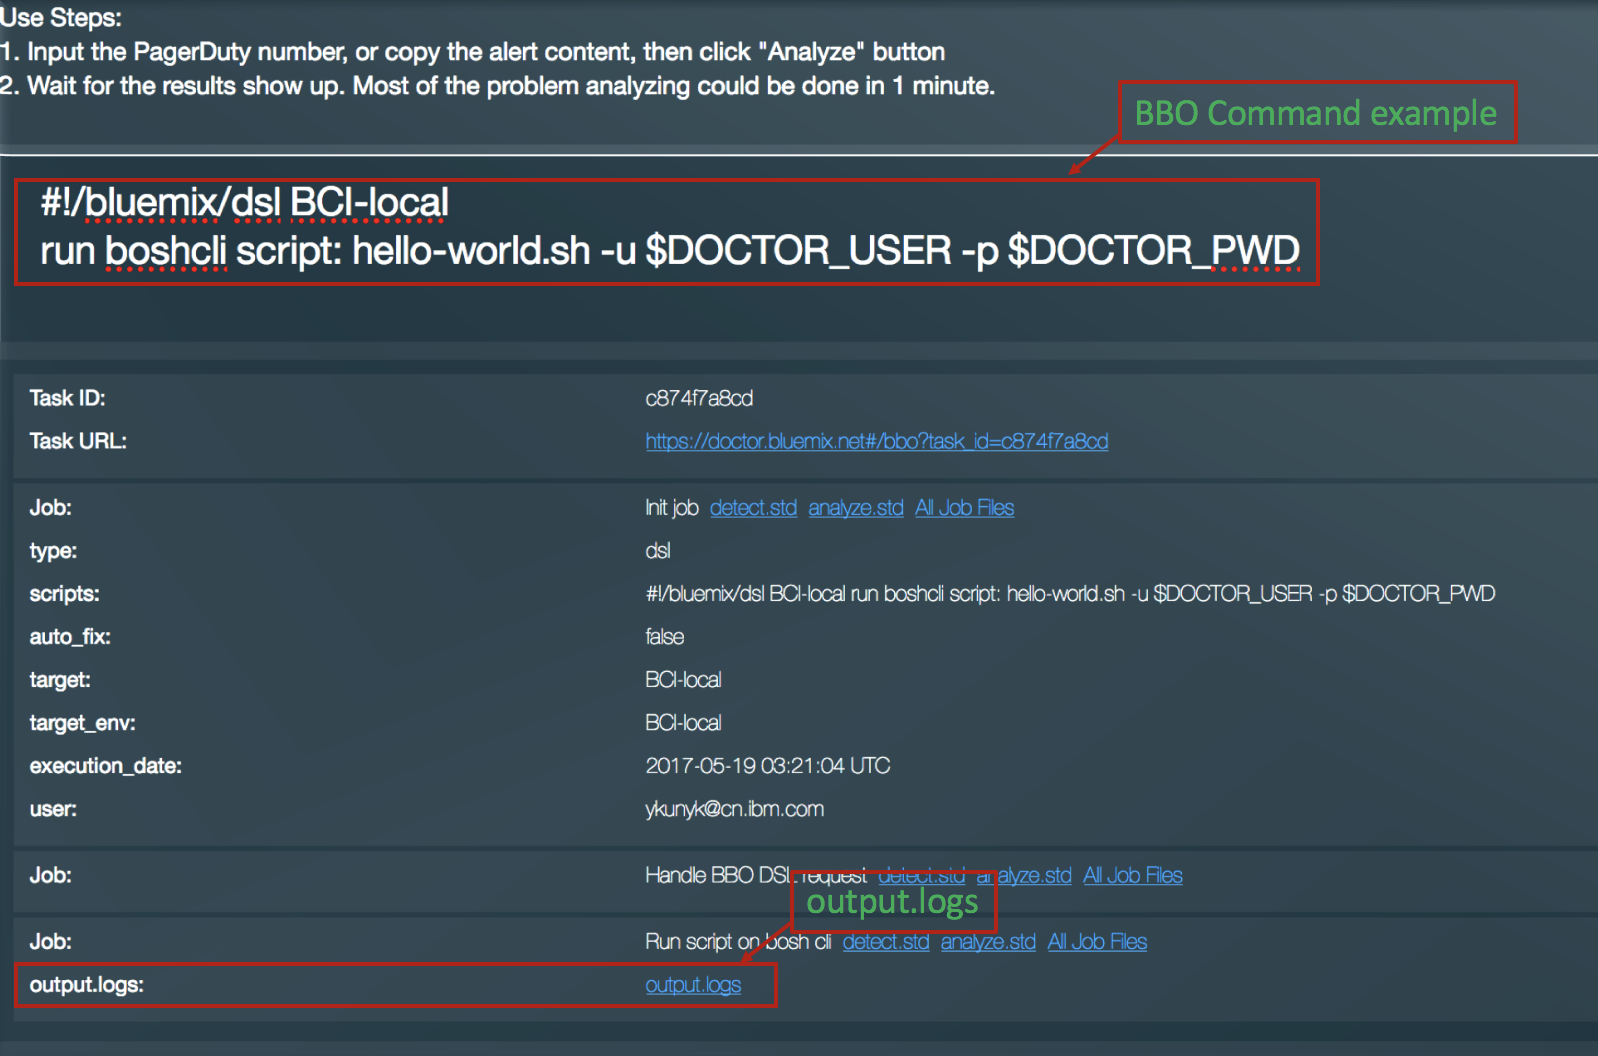 Use Steps:
1. Input the PagerDuty number, or copy the alert content, then click "Analyze" button
2. Wait for the results show up. Most of the problem analyzing could be done in 1 minute.
BBO Command example
#!/bluemix/dsl BCI-local
run boshcli script: hello-world.sh -u $DOCTOR_USER -p $DOCTOR_PWD
Task ID: c874f7a8cd
Task URL: https://doctor.bluemix.net#/bbo?task_id=c874f7a8cd
Job: Init job detect.std analyze.std All Job Files
type: dsl
scripts: #!/bluemix/dsl BCI-local run boshcli script: hello-world.sh -u $DOCTOR_USER -p $DOCTOR_PWD
auto_fix: false
target: BCI-local
target_env: BCI-local
execution_date: 2017-05-19 03:21:04 UTC
user: ykunyk@cn.ibm.com
Job: Handle BBO DSL request detect.std analyze.std All Job Files
output.logs
Job: Run script on bosh cli detect.std analyze.std All Job Files
output.logs: output.logs